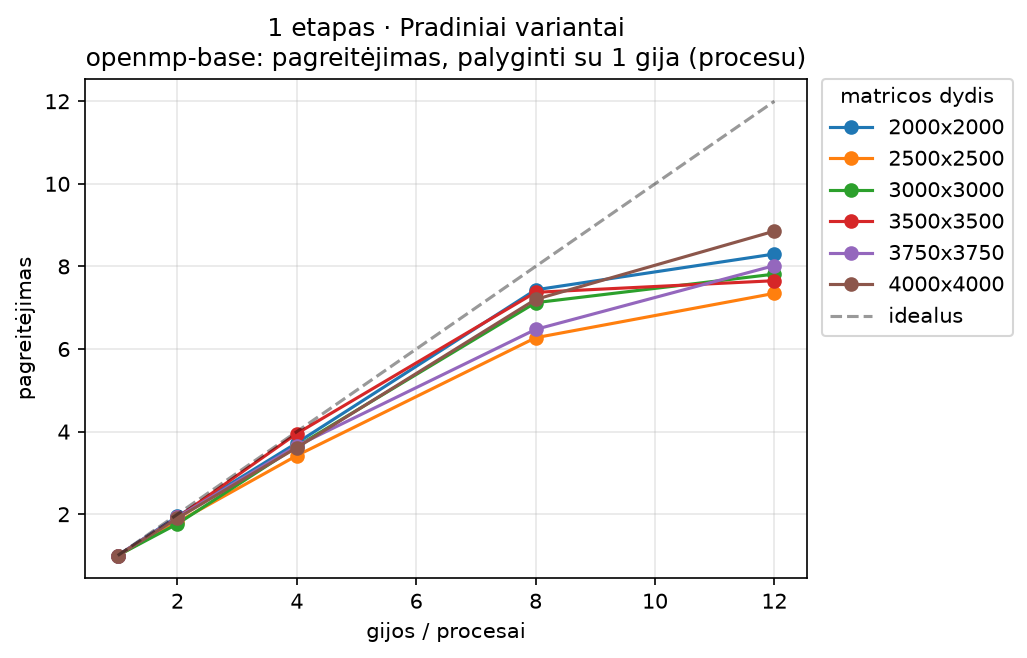 1 etapas · Pradiniai variantai
openmp-base: pagreitėjimas, palyginti su 1 gija (procesu)
12
10
8
6
4
2
pagreitėjimas
2 4 6 8 10 12
gijos / procesai
matricos dydis
2000x2000
2500x2500
3000x3000
3500x3500
3750x3750
4000x4000
idealus